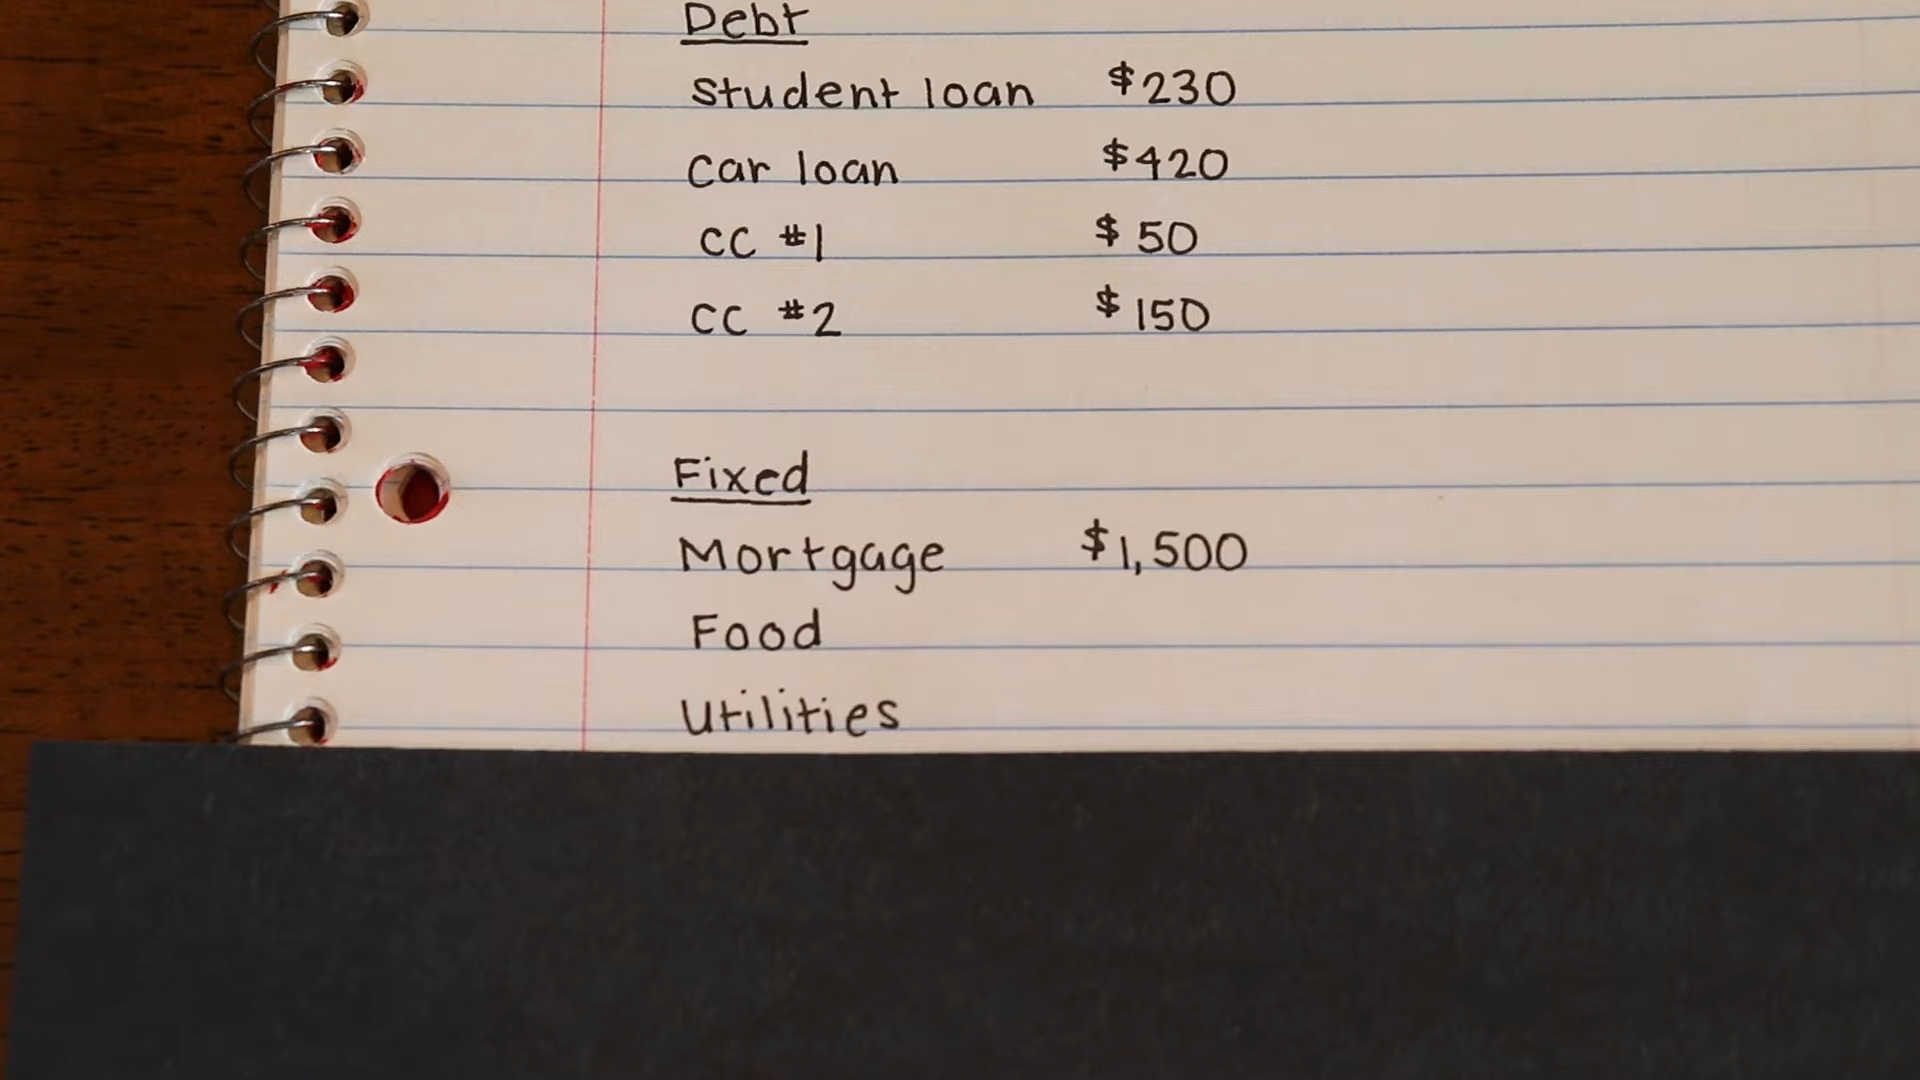 Debt
Student loan $230
Car loan $420
CC #1 $50
CC #2 $150
Fixed
Mortgage $1,500
Food
Utilities